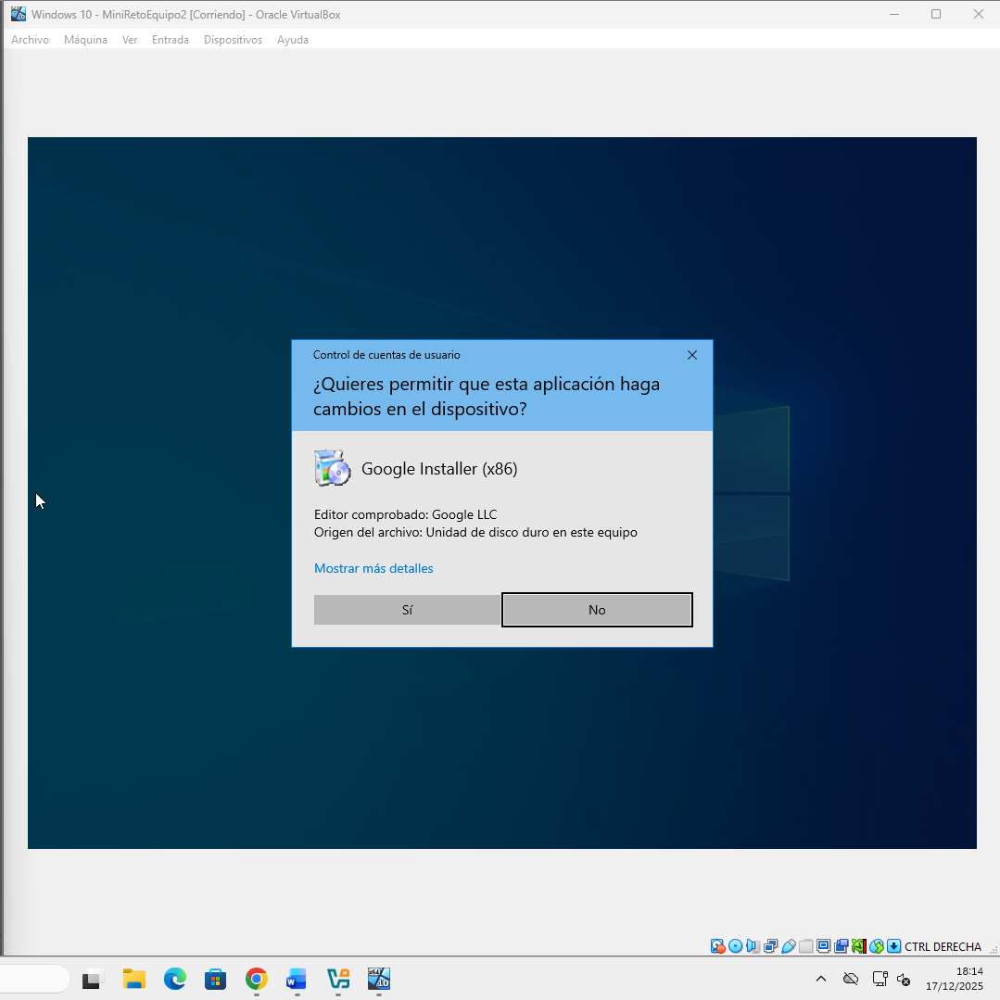 Windows 10 - MiniRetoEquipo2 [Corriendo] - Oracle VirtualBox
Archivo Máquina Ver Entrada Dispositivos Ayuda
Control de cuentas de usuario
¿Quieres permitir que esta aplicación haga
cambios en el dispositivo?
Google Installer (x86)
Editor comprobado: Google LLC
Origen del archivo: Unidad de disco duro en este equipo
Mostrar más detalles
Sí No
CTRL DERECHA
18:14
17/12/2025